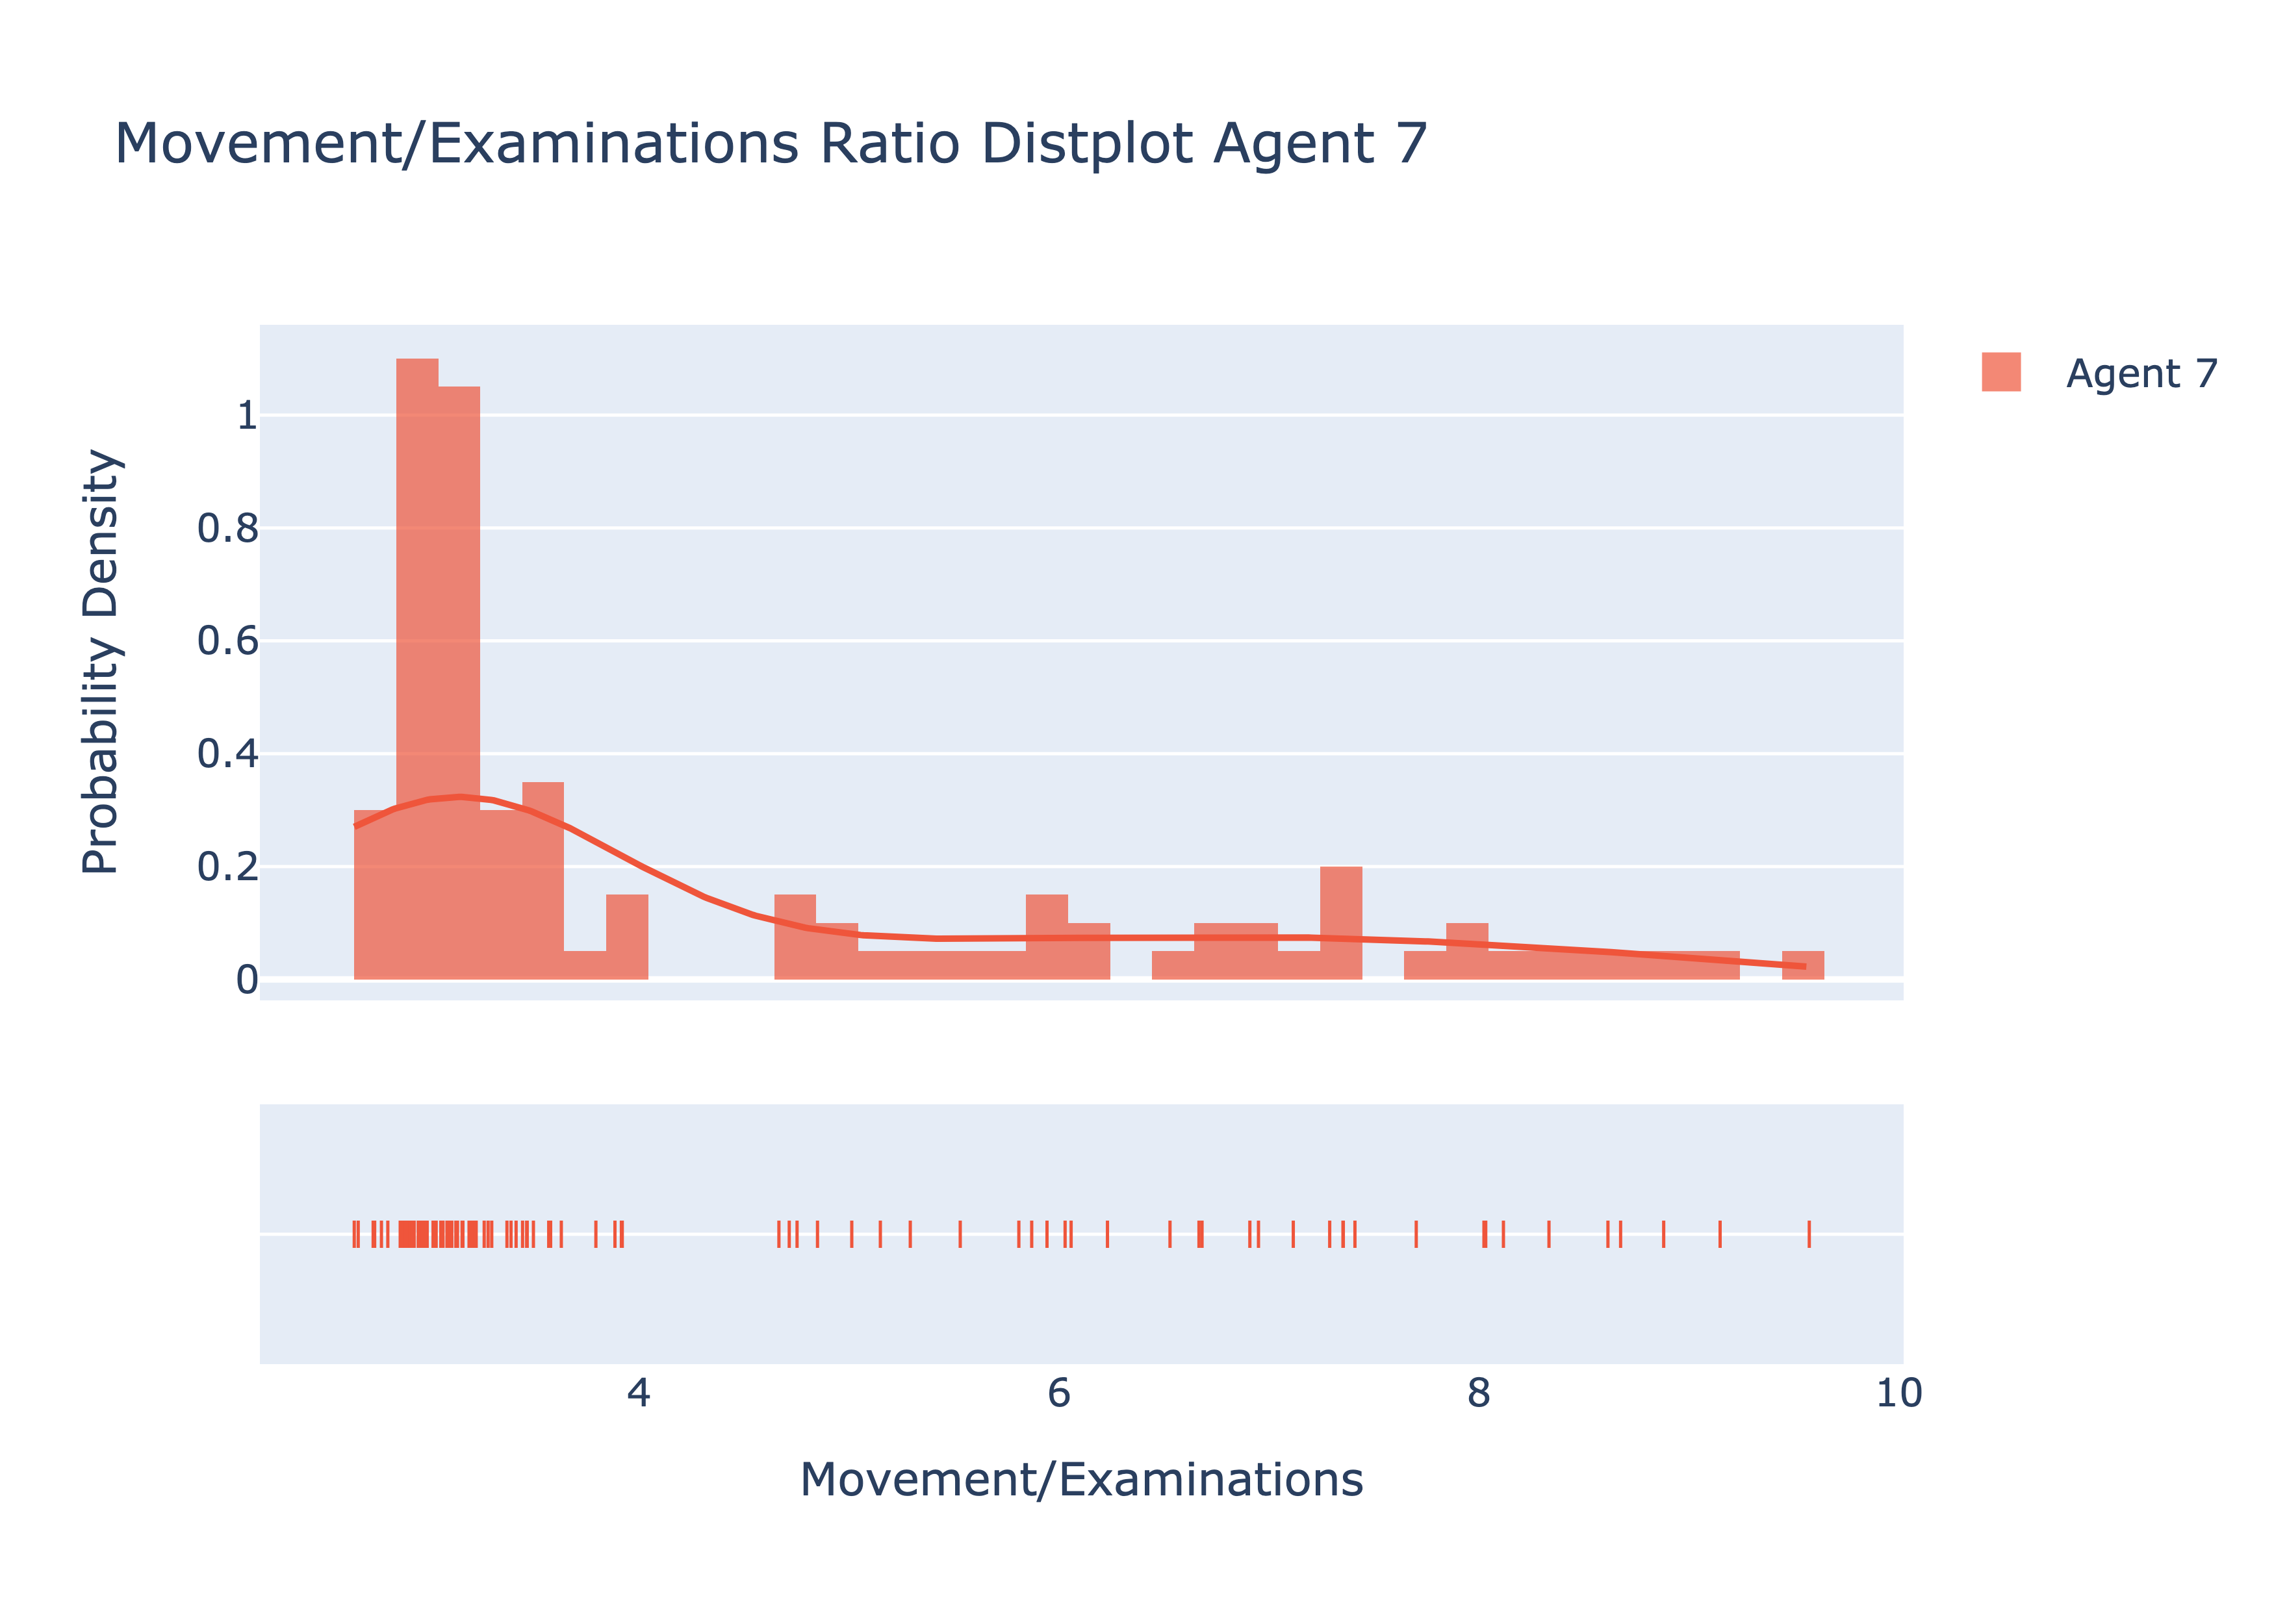 Movement/Examinations Ratio Distplot Agent 7
Agent 7
Probability Density
1
0.8
0.6
0.4
0.2
0
4 6 8 10
Movement/Examinations